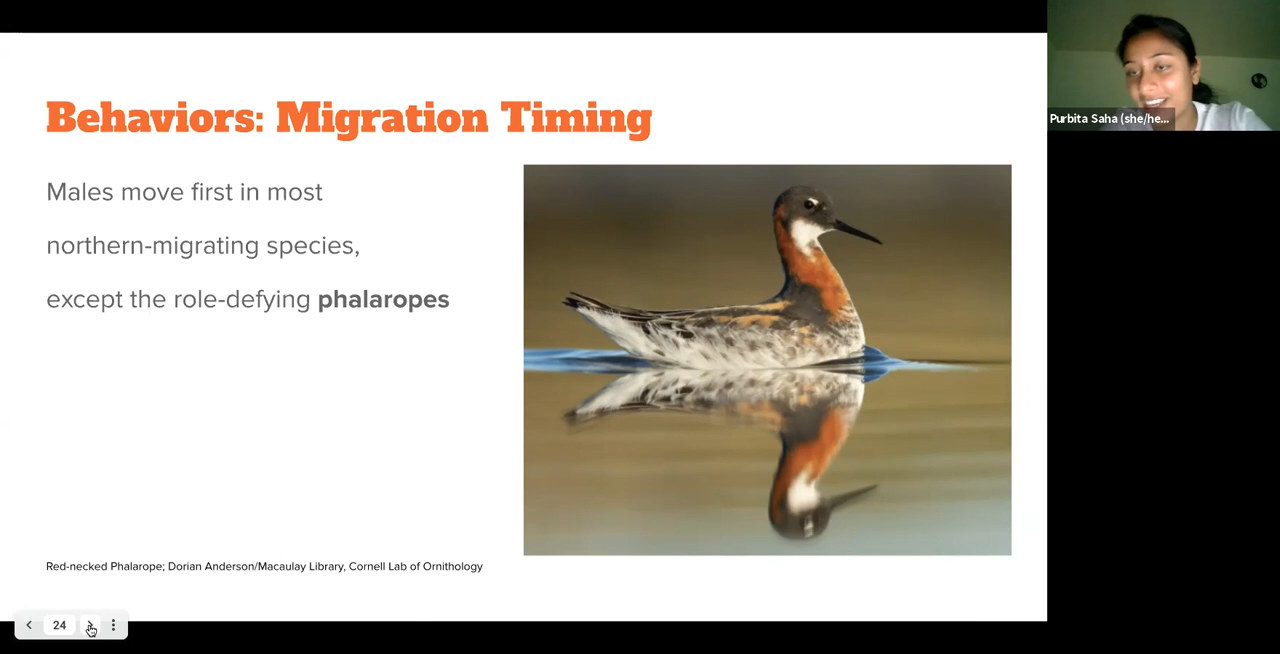 Behaviors: Migration Timing
Males move first in most
northern-migrating species,
except the role-defying phalaropes
Red-necked Phalarope; Dorian Anderson/Macaulay Library, Cornell Lab of Ornithology
24
Purbita Saha (she/he...